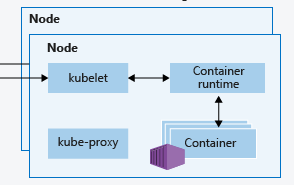 Node
Node
kubelet
Container
runtime
kube-proxy
Container